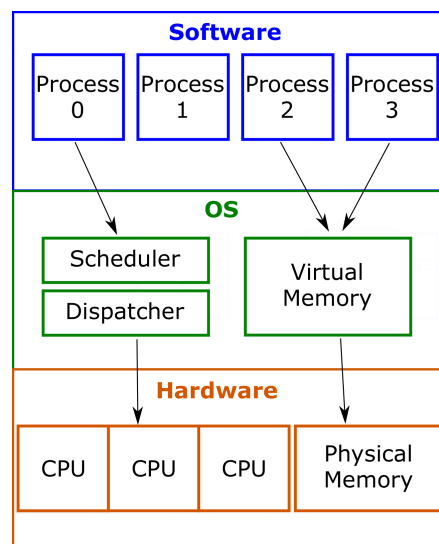 Software
Process
0
Process
1
Process
2
Process
3
OS
Scheduler
Dispatcher
Virtual
Memory
Hardware
CPU
CPU
CPU
Physical
Memory